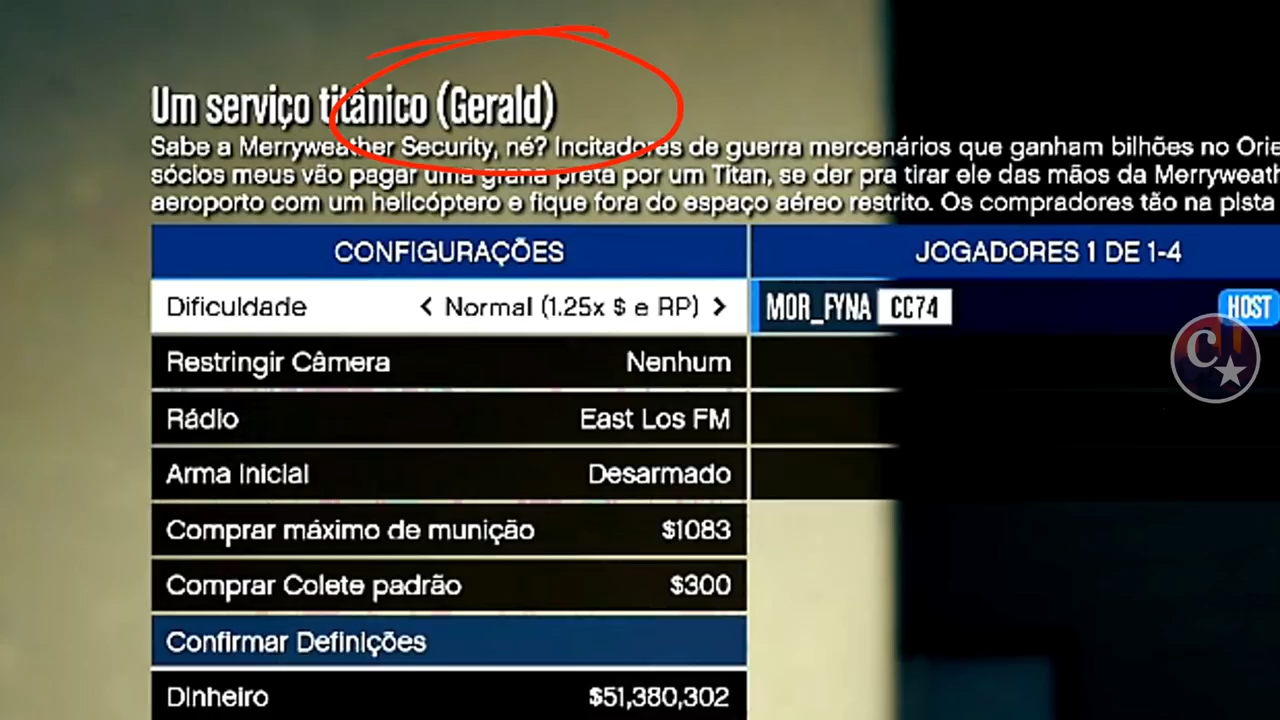 Um serviço titânico (Gerald)
Sabe a Merryweather Security, né? Incitadores de guerra mercenários que ganham bilhões no Orie
sócios meus vão pagar uma grana preta por um Titan, se der pra tirar ele das mãos da Merryweath
aeroporto com um helicóptero e fique fora do espaço aéreo restrito. Os compradores tão na pista
CONFIGURAÇÕES JOGADORES 1 DE 1-4
Dificuldade < Normal (1.25x $ e RP) > MOR_FYNA CC74 HOST
Restringir Câmera Nenhum
Rádio East Los FM
Arma Inicial Desarmado
Comprar máximo de munição $1083
Comprar Colete padrão $300
Confirmar Definições
Dinheiro $51,380,302
C